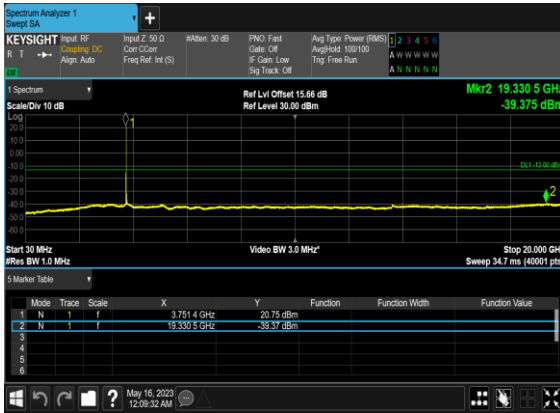 Spectrum Analyzer 1
Swept SA
+
KEYSIGHT Input: RF Input Z: 50 Ω #Atten: 30 dB PNO: Fast Avg Type: Power (RMS) 1 2 3 4 5 6
R T Coupling: DC Corr CCorr Gate: Off Avg|Hold: 100/100 A W W W W W
Align: Auto Freq Ref: Int (S) IF Gain: Low Trig: Free Run
Sig Track: Off A N N N N N
1 Spectrum
Scale/Div 10 dB
Ref Lvl Offset 15.66 dB
Ref Level 30.00 dBm
Mkr2 19.330 5 GHz
-39.375 dBm
Log
20.0
10.0
0.00
-10.0
-20.0
-30.0
-40.0
-50.0
-60.0
1
DL1 -13.00 dBm
2
Start 30 MHz Video BW 3.0 MHz* Stop 20.000 GHz
#Res BW 1.0 MHz Sweep 34.7 ms (40001 pts)
5 Marker Table
Mode Trace Scale X Y Function Function Width Function Value
1 N 1 f 3.751 4 GHz 20.75 dBm
2 N 1 f 19.330 5 GHz -39.37 dBm
3
4
5
6
? May 16, 2023
12:09:32 AM